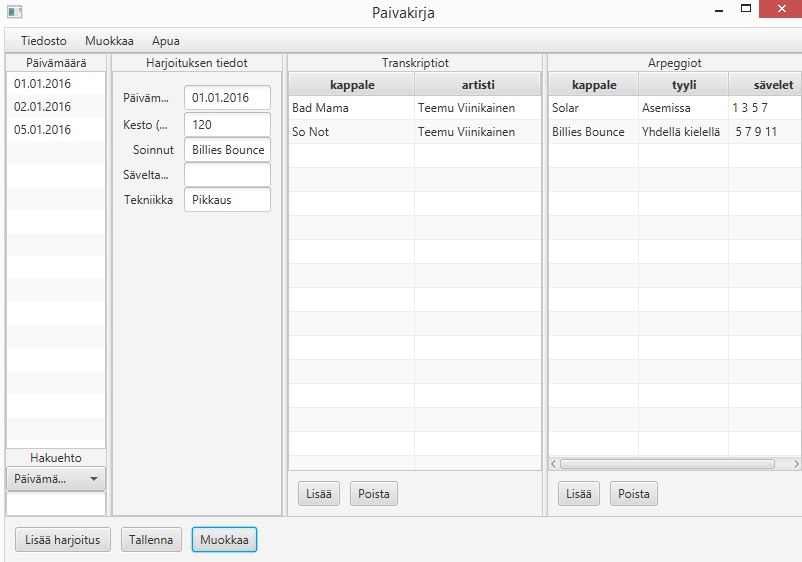 Paivakirja
Tiedosto Muokkaa Apua
Päivämäärä
01.01.2016
02.01.2016
05.01.2016
Hakuehto
Päivämä...
Harjoituksen tiedot
Päiväm... 01.01.2016
Kesto (... 120
Soinnut Billies Bounce
Sävelta...
Tekniikka Pikkaus
Transkriptiot
kappale artisti
Bad Mama Teemu Viinikainen
So Not Teemu Viinikainen
Lisää Poista
Arpeggiot
kappale tyyli sävelet
Solar Asemissa 1 3 5 7
Billies Bounce Yhdellä kielellä 5 7 9 11
Lisää Poista
Lisää harjoitus Tallenna Muokkaa